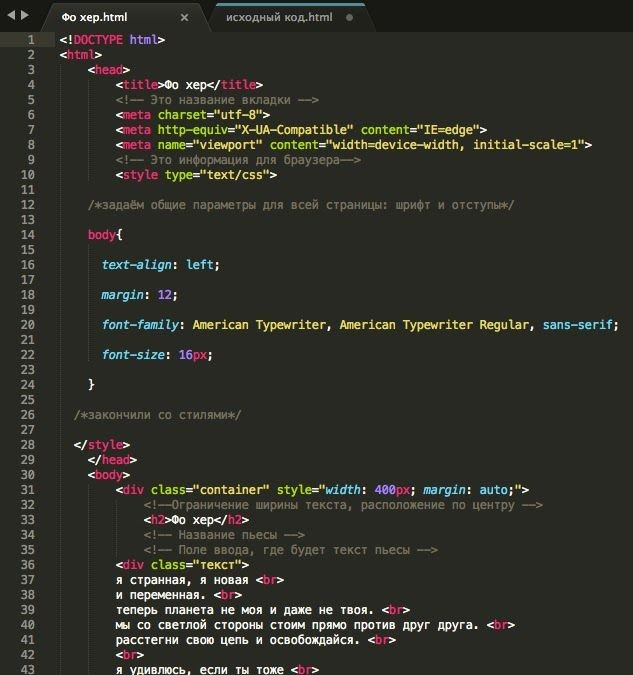 Фо хер.html × исходный код.html
1 <!DOCTYPE html>
2 <html>
3 <head>
4 <title>Фо хер</title>
5 <!-- Это название вкладки -->
6 <meta charset="utf-8">
7 <meta http-equiv="X-UA-Compatible" content="IE=edge">
8 <meta name="viewport" content="width=device-width, initial-scale=1">
9 <!-- Это информация для браузера-->
10 <style type="text/css">
11
12 /*задаём общие параметры для всей страницы: шрифт и отступы*/
13
14 body{
15
16 text-align: left;
17
18 margin: 12;
19
20 font-family: American Typewriter, American Typewriter Regular, sans-serif;
21
22 font-size: 16px;
23
24 }
25
26 /*закончили со стилями*/
27
28 </style>
29 </head>
30 <body>
31 <div class="container" style="width: 400px; margin: auto;">
32 <!--Ограничение ширины текста, расположение по центру -->
33 <h2>Фо хер</h2>
34 <!-- Название пьесы -->
35 <!-- Поле ввода, где будет текст пьесы -->
36 <div class="текст">
37 я странная, я новая <br>
38 и переменная. <br>
39 теперь планета не моя и даже не твоя. <br>
40 мы со светлой стороны стоим прямо против друг друга. <br>
41 расстегни свою цепь и освобождайся. <br>
42 <br>
43 я удивлюсь, если ты тоже <br>